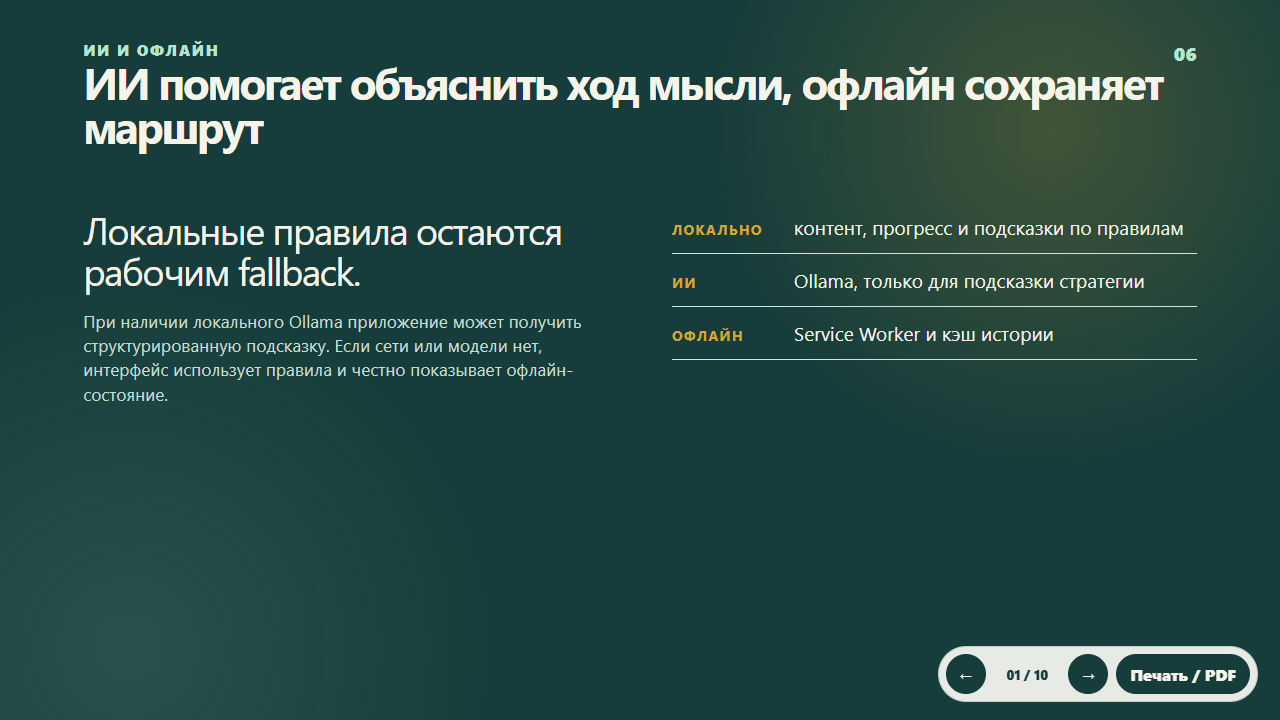 ИИ И ОФЛАЙН
06
ИИ помогает объяснить ход мысли, офлайн сохраняет
маршрут
Локальные правила остаются
рабочим fallback.
При наличии локального Ollama приложение может получить
структурированную подсказку. Если сети или модели нет,
интерфейс использует правила и честно показывает офлайн-
состояние.
ЛОКАЛЬНО контент, прогресс и подсказки по правилам
ИИ Ollama, только для подсказки стратегии
ОФЛАЙН Service Worker и кэш истории
← 01 / 10 → Печать / PDF